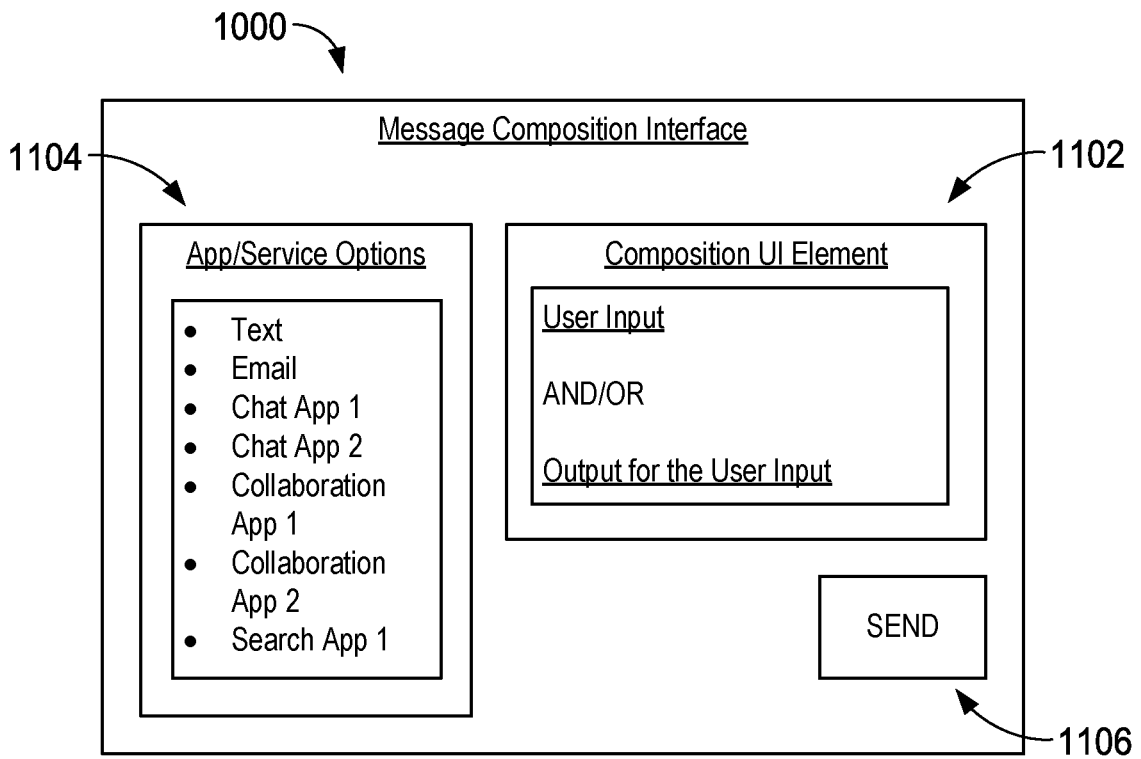 1000
Message Composition Interface
1104
1102
App/Service Options
• Text
• Email
• Chat App 1
• Chat App 2
• Collaboration
App 1
• Collaboration
App 2
• Search App 1
Composition UI Element
User Input
AND/OR
Output for the User Input
SEND
1106